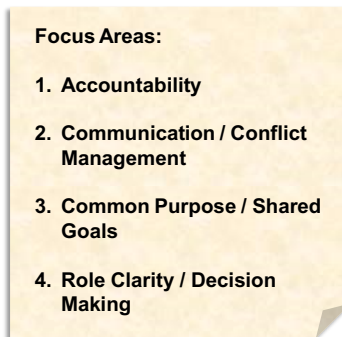 Focus Areas:
1. Accountability
2. Communication / Conflict
Management
3. Common Purpose / Shared
Goals
4. Role Clarity / Decision
Making